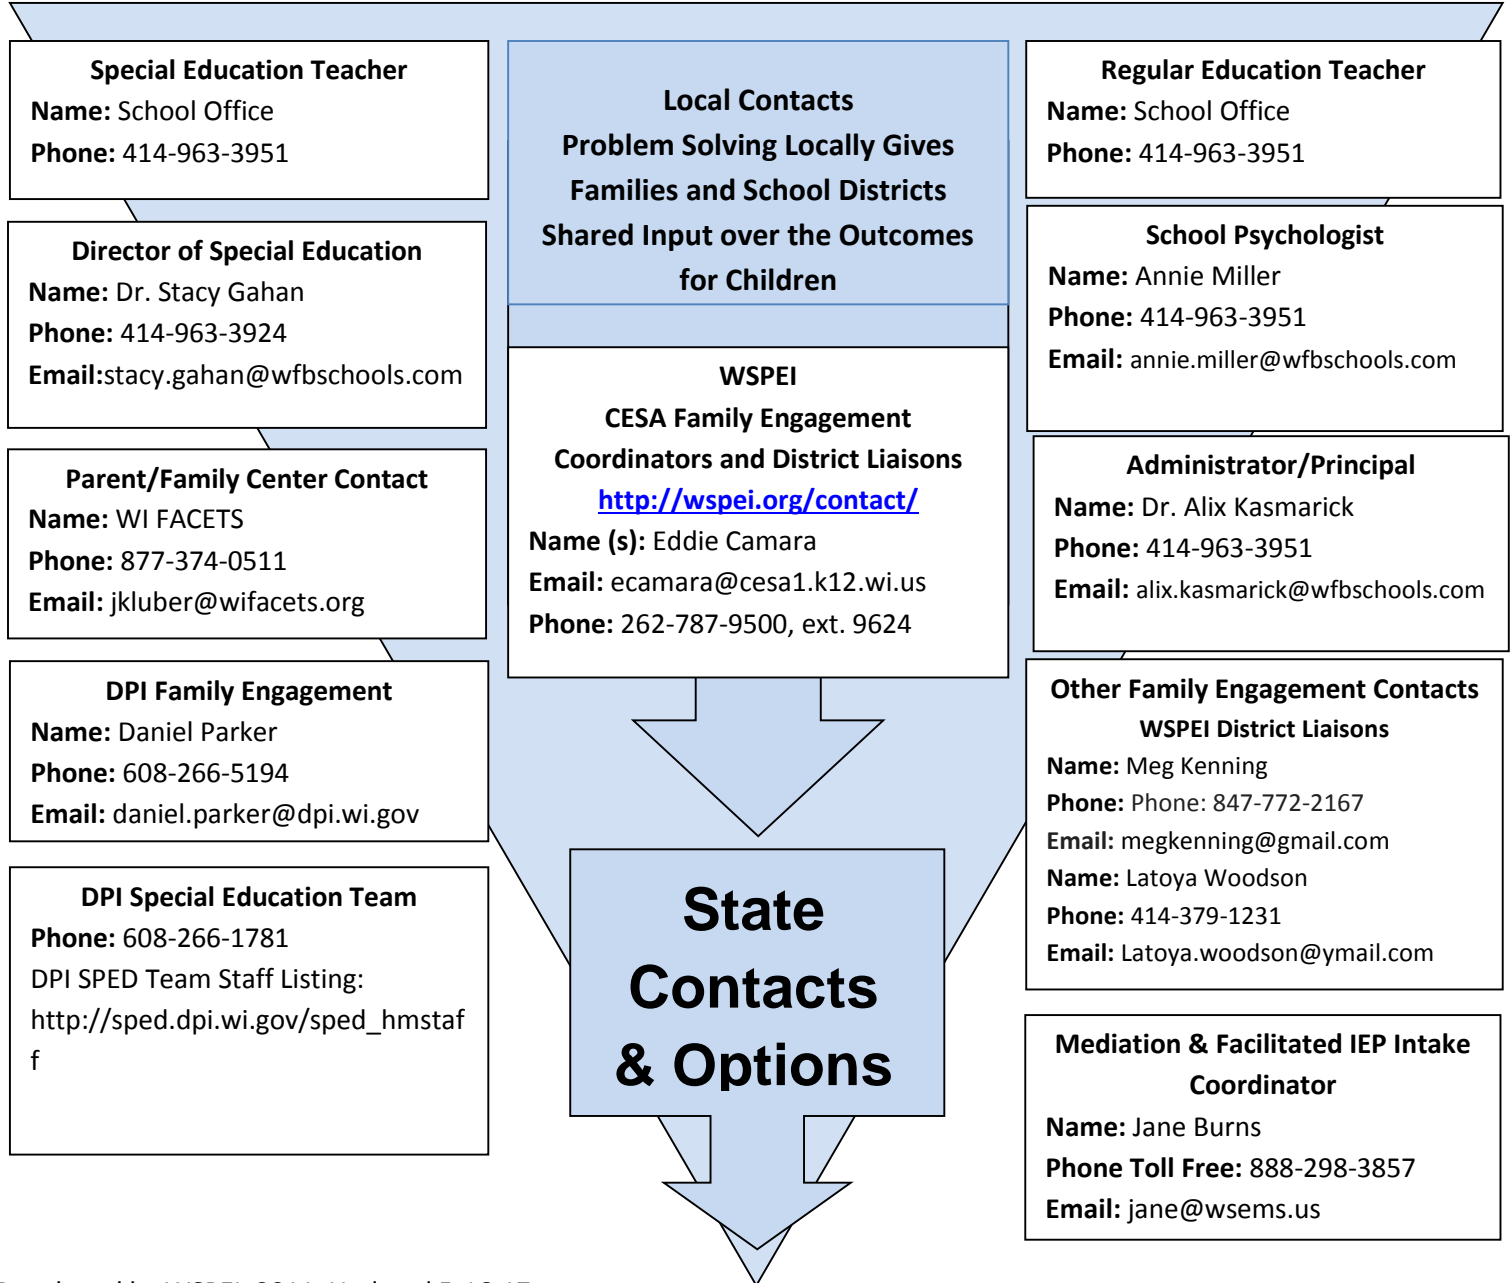 Special Education Teacher
Name: School Office
Phone: 414-963-3951
Local Contacts
Problem Solving Locally Gives
Families and School Districts
Shared Input over the Outcomes
for Children
Regular Education Teacher
Name: School Office
Phone: 414-963-3951
Director of Special Education
Name: Dr. Stacy Gahan
Phone: 414-963-3924
Email:stacy.gahan@wfbschools.com
School Psychologist
Name: Annie Miller
Phone: 414-963-3951
Email: annie.miller@wfbschools.com
WSPEI
CESA Family Engagement
Coordinators and District Liaisons
http://wspei.org/contact/
Name (s): Eddie Camara
Email: ecamara@cesa1.k12.wi.us
Phone: 262-787-9500, ext. 9624
Parent/Family Center Contact
Name: WI FACETS
Phone: 877-374-0511
Email: jkluber@wifacets.org
Administrator/Principal
Name: Dr. Alix Kasmarick
Phone: 414-963-3951
Email: alix.kasmarick@wfbschools.com
DPI Family Engagement
Name: Daniel Parker
Phone: 608-266-5194
Email: daniel.parker@dpi.wi.gov
Other Family Engagement Contacts
WSPEI District Liaisons
Name: Meg Kenning
Phone: Phone: 847-772-2167
Email: megkenning@gmail.com
Name: Latoya Woodson
Phone: 414-379-1231
Email: Latoya.woodson@ymail.com
DPI Special Education Team
Phone: 608-266-1781
DPI SPED Team Staff Listing:
http://sped.dpi.wi.gov/sped_hmstaf
f
State
Contacts
& Options
Mediation & Facilitated IEP Intake
Coordinator
Name: Jane Burns
Phone Toll Free: 888-298-3857
Email: jane@wsems.us